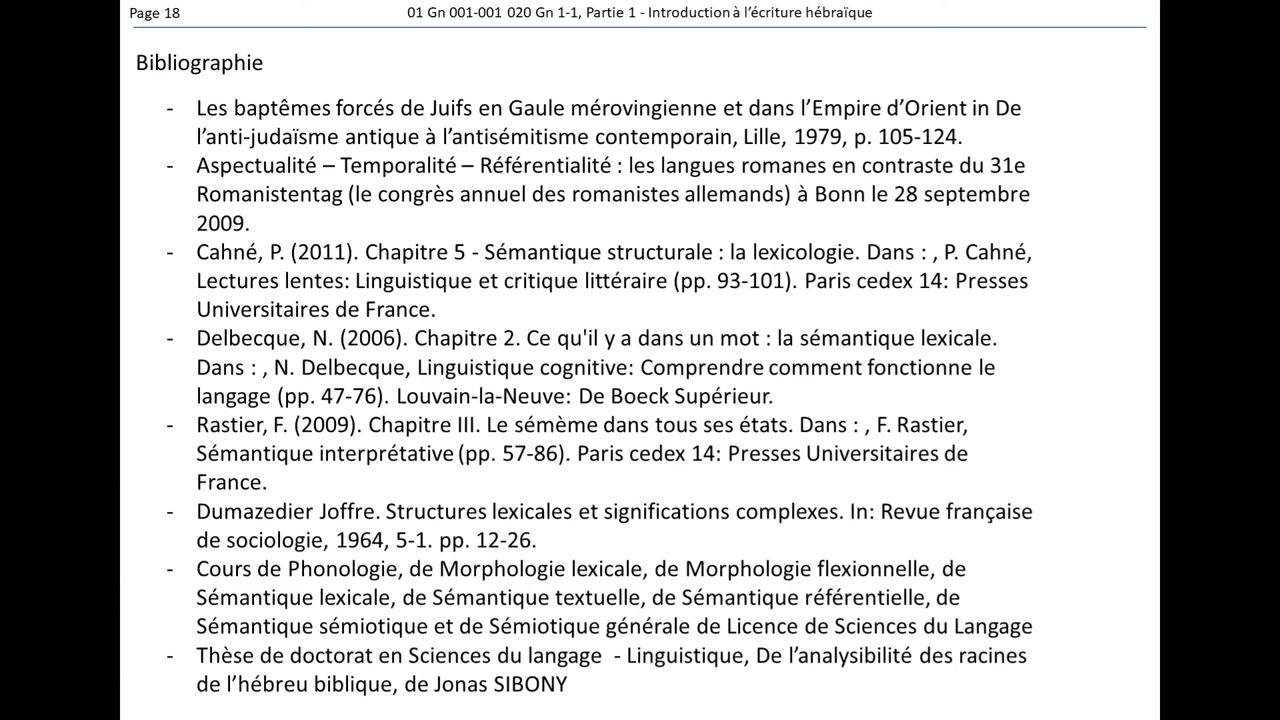 Page 18
01 Gn 001-001 020 Gn 1-1, Partie 1 - Introduction à l’écriture hébraïque
Bibliographie
- Les baptêmes forcés de Juifs en Gaule mérovingienne et dans l’Empire d’Orient in De
l’anti-judaïsme antique à l’antisémitisme contemporain, Lille, 1979, p. 105-124.
- Aspectualité – Temporalité – Référentialité : les langues romanes en contraste du 31e
Romanistentag (le congrès annuel des romanistes allemands) à Bonn le 28 septembre
2009.
- Cahné, P. (2011). Chapitre 5 - Sémantique structurale : la lexicologie. Dans : , P. Cahné,
Lectures lentes: Linguistique et critique littéraire (pp. 93-101). Paris cedex 14: Presses
Universitaires de France.
- Delbecque, N. (2006). Chapitre 2. Ce qu'il y a dans un mot : la sémantique lexicale.
Dans : , N. Delbecque, Linguistique cognitive: Comprendre comment fonctionne le
langage (pp. 47-76). Louvain-la-Neuve: De Boeck Supérieur.
- Rastier, F. (2009). Chapitre III. Le sémème dans tous ses états. Dans : , F. Rastier,
Sémantique interprétative (pp. 57-86). Paris cedex 14: Presses Universitaires de
France.
- Dumazedier Joffre. Structures lexicales et significations complexes. In: Revue française
de sociologie, 1964, 5-1. pp. 12-26.
- Cours de Phonologie, de Morphologie lexicale, de Morphologie flexionnelle, de
Sémantique lexicale, de Sémantique textuelle, de Sémantique référentielle, de
Sémantique sémiotique et de Sémiotique générale de Licence de Sciences du Langage
- Thèse de doctorat en Sciences du langage - Linguistique, De l’analysibilité des racines
de l’hébreu biblique, de Jonas SIBONY